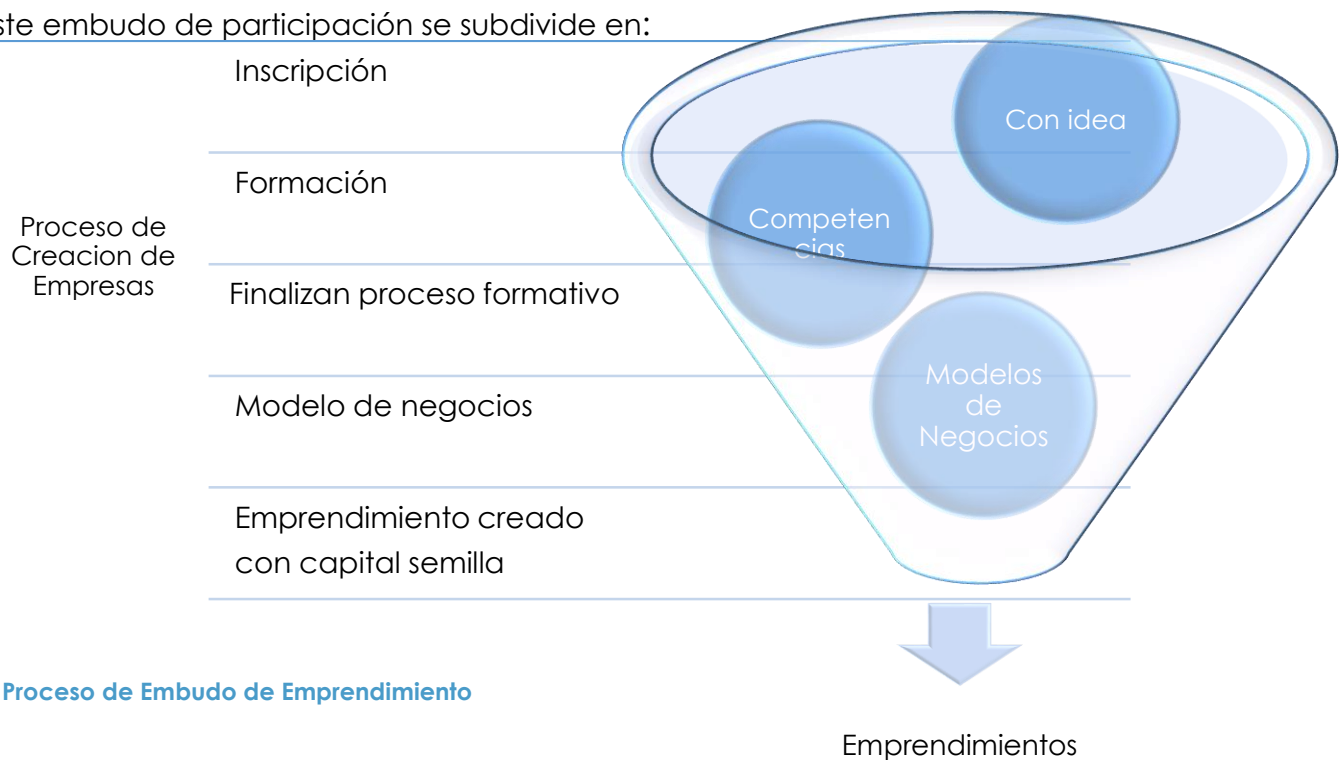 ste embudo de participación se subdivide en:
Proceso de
Creacion de
Empresas
Inscripción
Formación
Finalizan proceso formativo
Modelo de negocios
Emprendimiento creado
con capital semilla
Con idea
Competen
cias
Modelos
de
Negocios
Proceso de Embudo de Emprendimiento
Emprendimientos